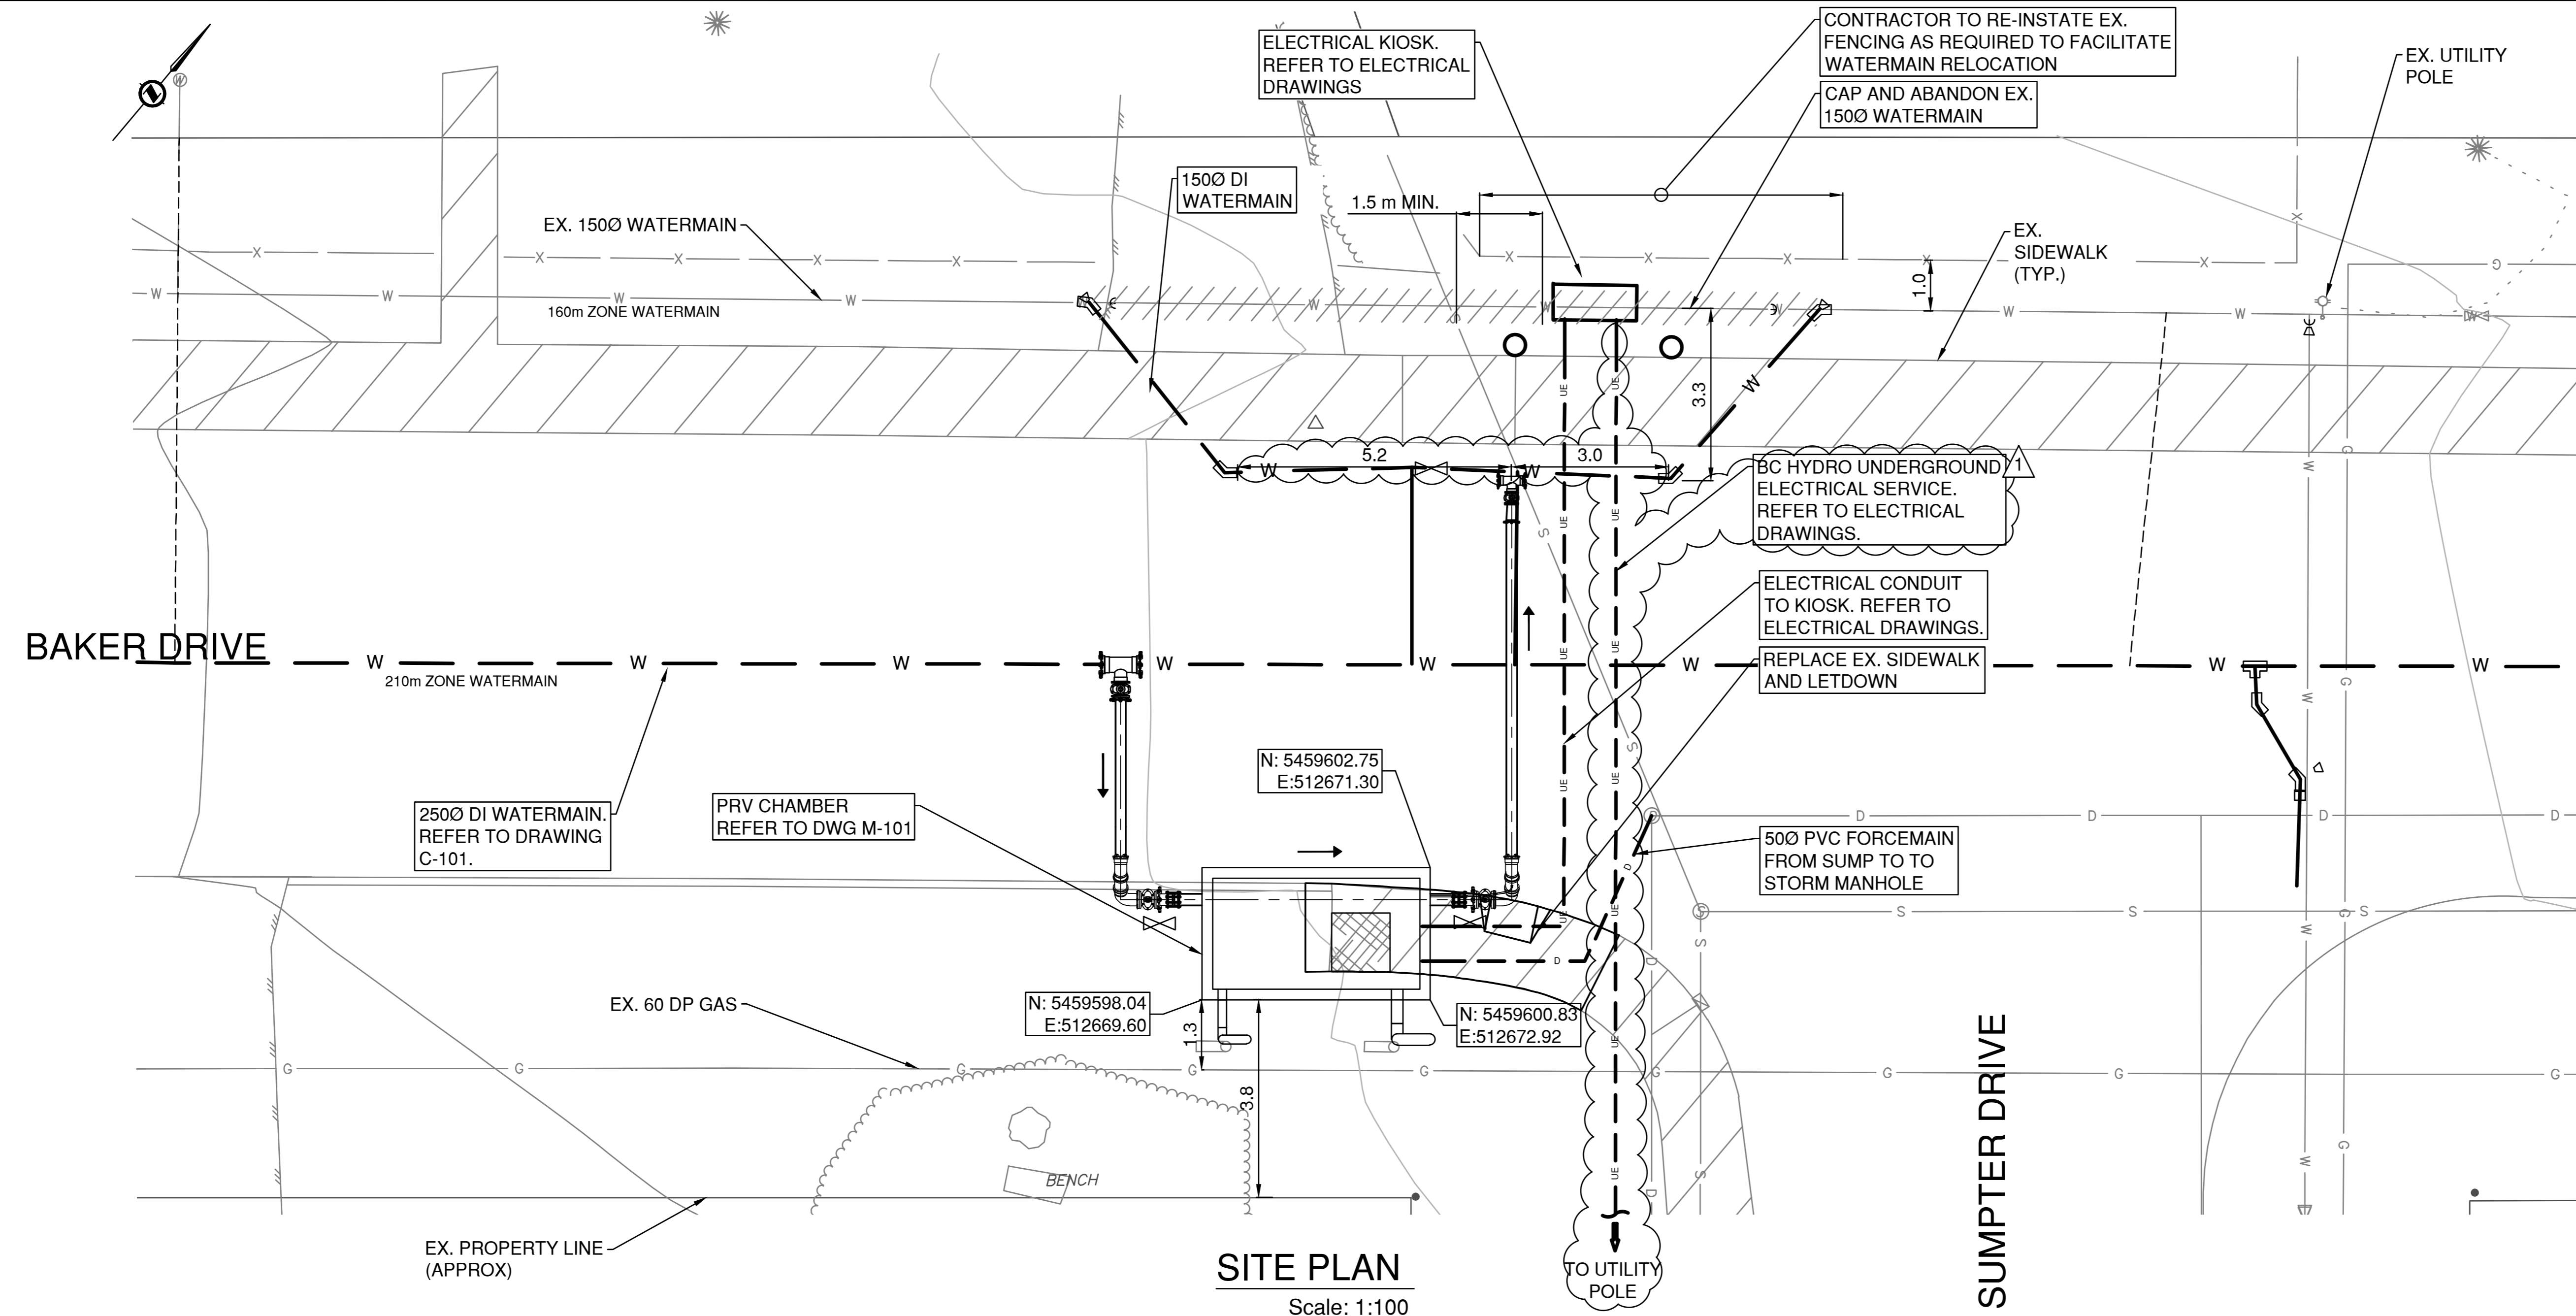 ELECTRICAL KIOSK.
REFER TO ELECTRICAL
DRAWINGS
CONTRACTOR TO RE-INSTATE EX.
FENCING AS REQUIRED TO FACILITATE
WATERMAIN RELOCATION
CAP AND ABANDON EX.
150Ø WATERMAIN
EX. UTILITY
POLE
150Ø DI
WATERMAIN
1.5 m MIN.
EX. 150Ø WATERMAIN
160m ZONE WATERMAIN
EX.
SIDEWALK
(TYP.)
1.0
3.3
5.2
3.0
BC HYDRO UNDERGROUND
ELECTRICAL SERVICE.
REFER TO ELECTRICAL
DRAWINGS.
1
ELECTRICAL CONDUIT
TO KIOSK. REFER TO
ELECTRICAL DRAWINGS.
REPLACE EX. SIDEWALK
AND LETDOWN
BAKER DRIVE
210m ZONE WATERMAIN
250Ø DI WATERMAIN.
REFER TO DRAWING
C-101.
PRV CHAMBER
REFER TO DWG M-101
N: 5459602.75
E:512671.30
50Ø PVC FORCEMAIN
FROM SUMP TO TO
STORM MANHOLE
EX. 60 DP GAS
N: 5459598.04
E:512669.60
N: 5459600.83
E:512672.92
1.3
3.8
BENCH
EX. PROPERTY LINE
(APPROX)
SUMPTER DRIVE
TO UTILITY
POLE
SITE PLAN
Scale: 1:100